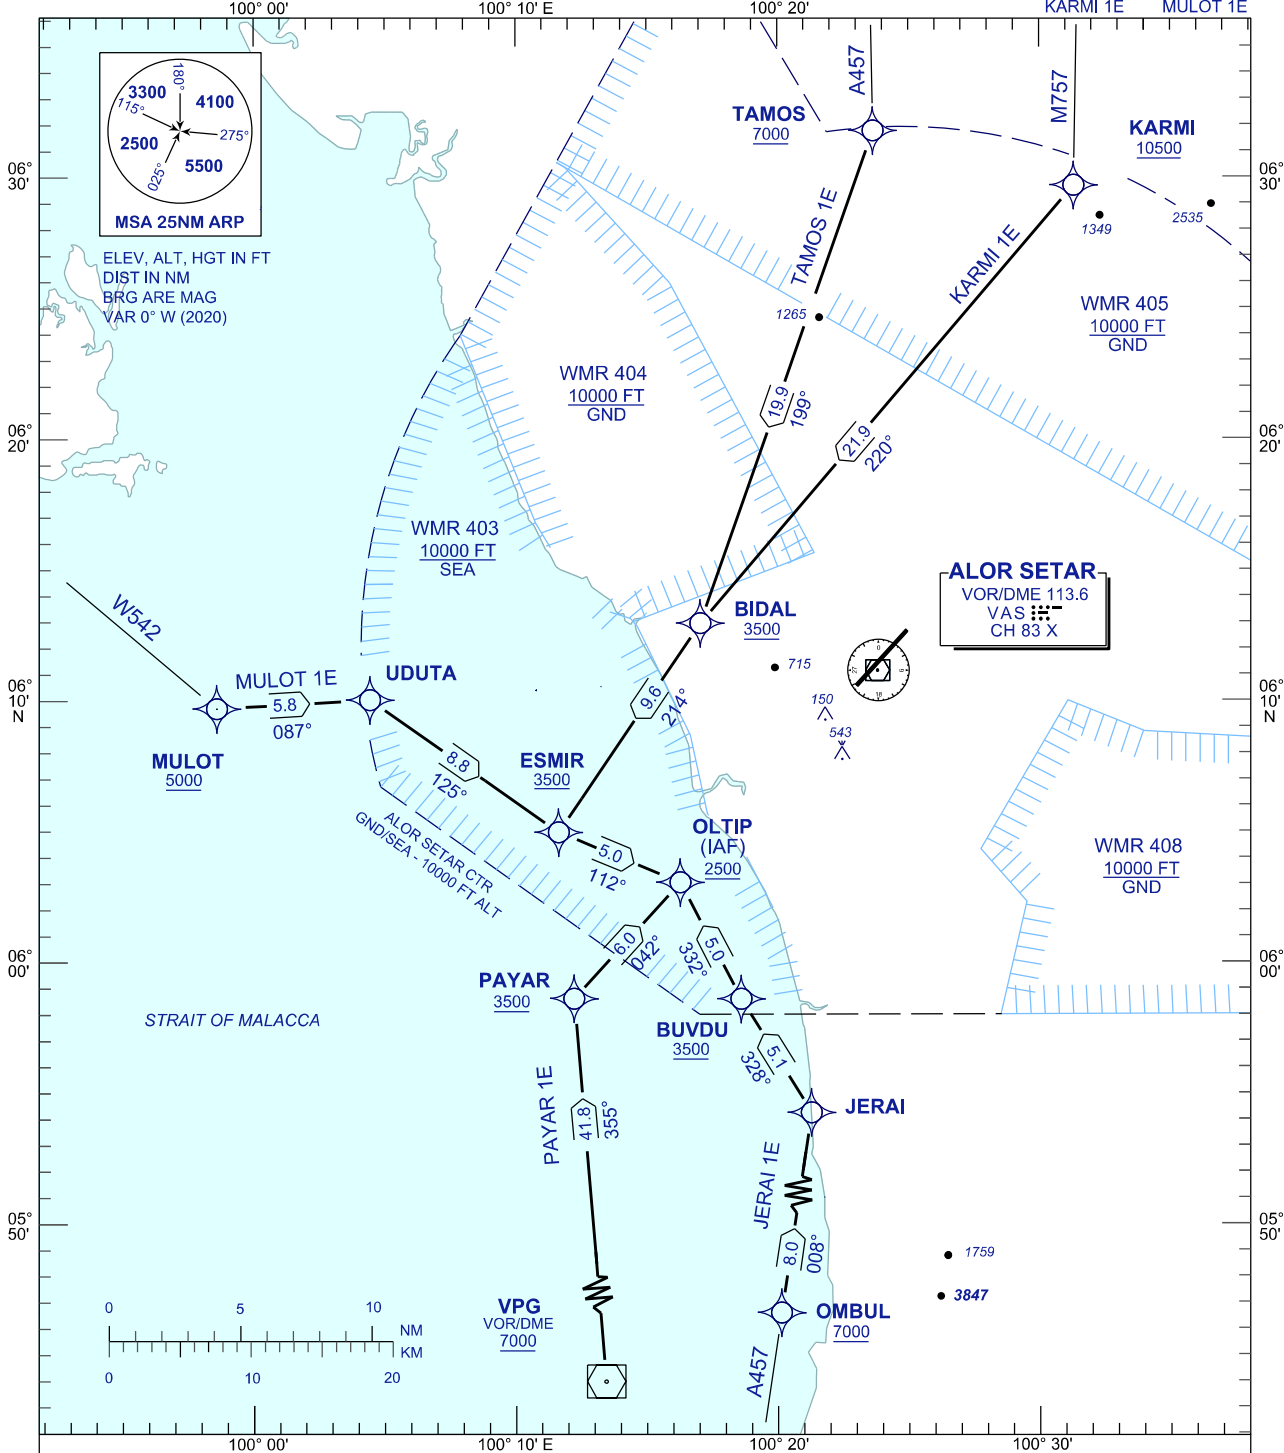 KARMI 1E MULOT 1E
100° 00' 100° 10' E 100° 20'
180°
3300
115°
4100
275°
2500
5500
025°
MSA 25NM ARP
ELEV, ALT, HGT IN FT
DIST IN NM
BRG ARE MAG
VAR 0° W (2020)
A457
M757
TAMOS
7000
KARMI
10500
06°
30'
06°
30'
1349
2535
TAMOS 1E
KARMI 1E
1265
WMR 405
10000 FT
GND
WMR 404
10000 FT
GND
19.9
199°
21.9
220°
06°
20'
06°
20'
WMR 403
10000 FT
SEA
ALOR SETAR
VOR/DME 113.6
VAS
CH 83 X
W542
BIDAL
3500
715
0
6
18
27
150
543
MULOT 1E
5.8
087°
UDUTA
MULOT
5000
06°
10'
N
06°
10'
N
9.6
214°
8.8
125°
ESMIR
3500
ALOR SETAR CTR
GND/SEA - 10000 FT ALT
5.0
112°
OLTIP
(IAF)
2500
WMR 408
10000 FT
GND
6.0
042°
5.0
332°
06°
00'
06°
00'
PAYAR
3500
STRAIT OF MALACCA
BUVDU
3500
5.1
328°
JERAI
PAYAR 1E
41.8
355°
JERAI 1E
8.0
008°
05°
50'
05°
50'
1759
3847
VPG
VOR/DME
7000
OMBUL
7000
A457
0 5 10
NM
KM
0 10 20
100° 00' 100° 10' E 100° 20' 100° 30'